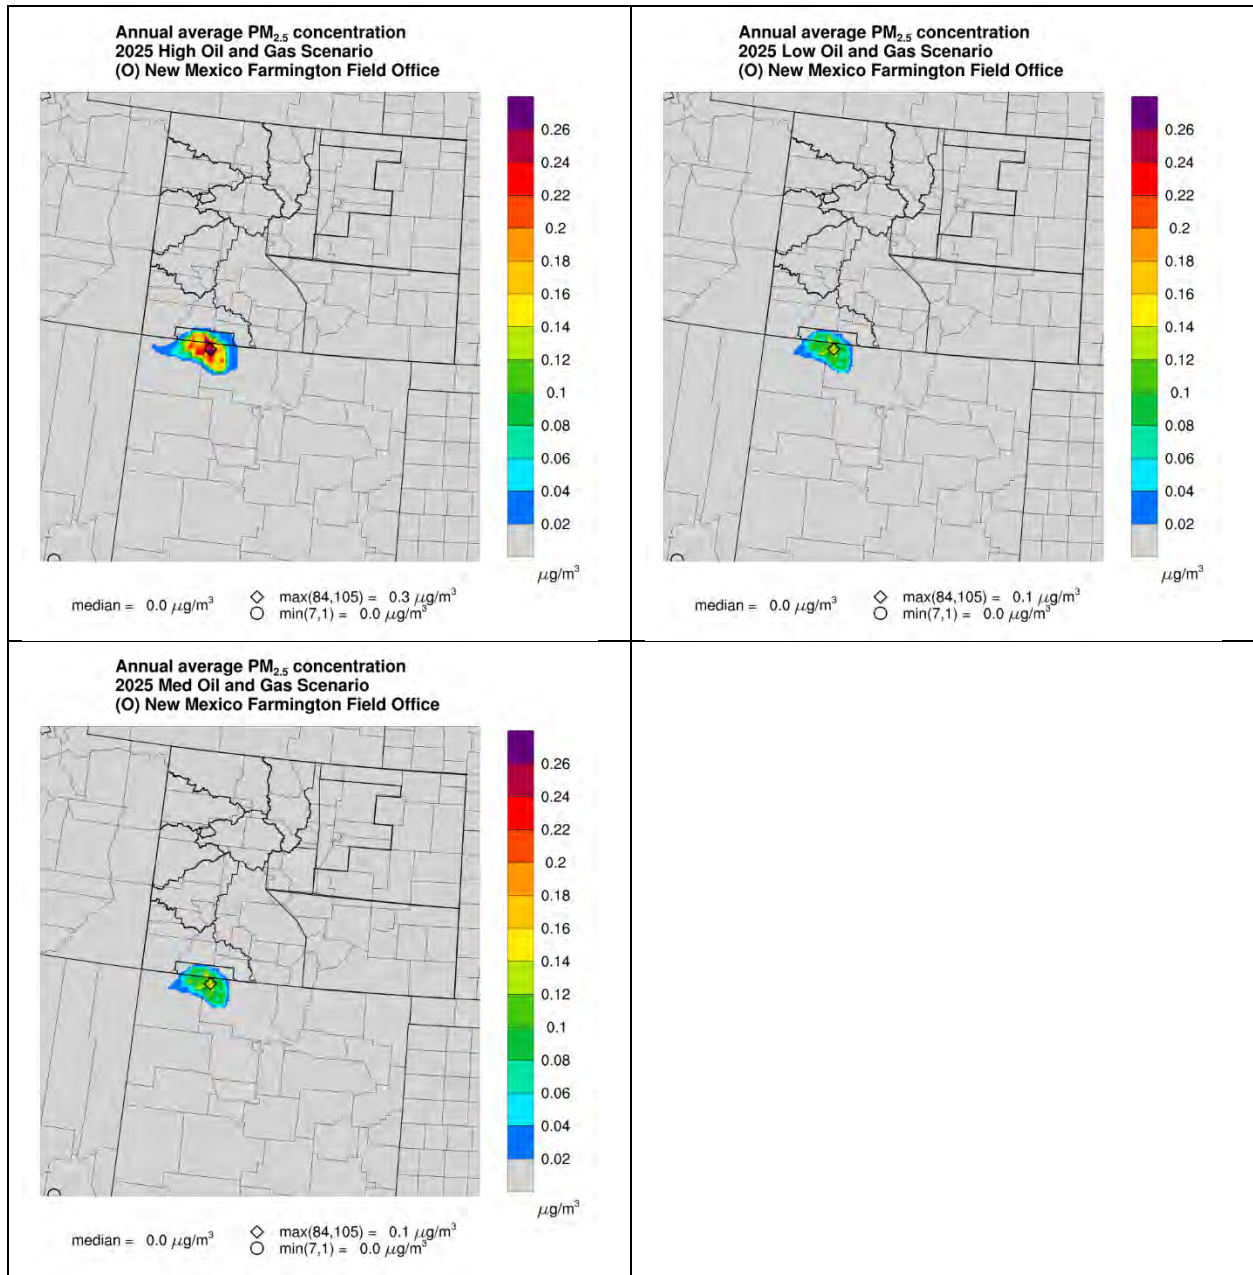 Annual average PM2.5 concentration
2025 High Oil and Gas Scenario
(O) New Mexico Farmington Field Office
0.26
0.24
0.22
0.2
0.18
0.16
0.14
0.12
0.1
0.08
0.06
0.04
0.02
μg/m³
median = 0.0 μg/m³
max(84,105) = 0.3 μg/m³
min(7,1) = 0.0 μg/m³
Annual average PM2.5 concentration
2025 Low Oil and Gas Scenario
(O) New Mexico Farmington Field Office
0.26
0.24
0.22
0.2
0.18
0.16
0.14
0.12
0.1
0.08
0.06
0.04
0.02
μg/m³
median = 0.0 μg/m³
max(84,105) = 0.1 μg/m³
min(7,1) = 0.0 μg/m³
Annual average PM2.5 concentration
2025 Med Oil and Gas Scenario
(O) New Mexico Farmington Field Office
0.26
0.24
0.22
0.2
0.18
0.16
0.14
0.12
0.1
0.08
0.06
0.04
0.02
μg/m³
median = 0.0 μg/m³
max(84,105) = 0.1 μg/m³
min(7,1) = 0.0 μg/m³